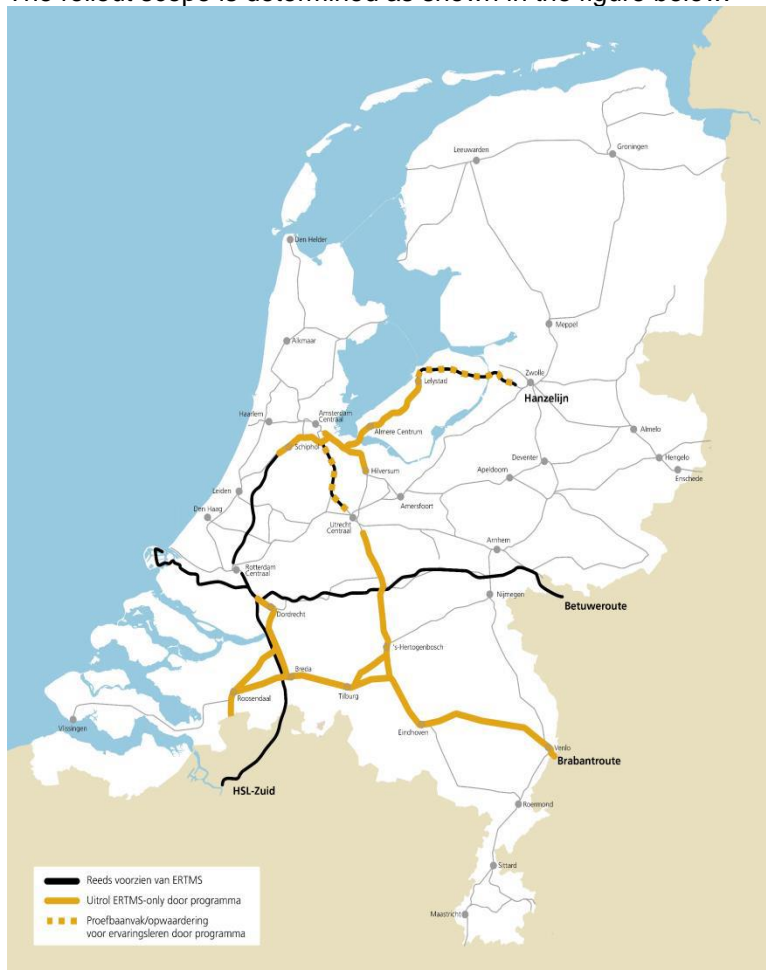 The rollout scope is determined as shown in the figure below.
Leeuwarden
Groningen
Den Helder
Meppel
Alkmaar
Zwolle
Lelystad
Hanzelijn
Haarlem
Amsterdam
Centraal
Almere Centrum
Almelo
Schiphol
Deventer
Hengelo
Hilversum
Apeldoorn
Enschede
Leiden
Amersfoort
Den Haag
Utrecht
Centraal
Arnhem
Rotterdam
Centraal
Nijmegen
Betuweroute
Dordrecht
's-Hertogenbosch
Breda
Roosendaal
Tilburg
Vlissingen
Eindhoven
Venlo
Brabantroute
HSL-Zuid
Roermond
Sittard
Maastricht
Reeds voorzien van ERTMS
Uitrol ERTMS-only door programma
Proefbaanvak/opwaardering
voor ervaringsleren door programma